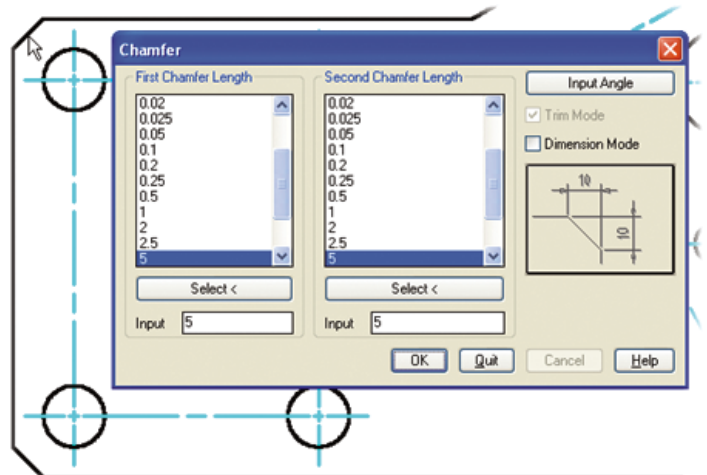 Chamfer
First Chamfer Length
0.02
0.025
0.05
0.1
0.2
0.25
0.5
1
2
2.5
5
Select <
Input 5
Second Chamfer Length
0.02
0.025
0.05
0.1
0.2
0.25
0.5
1
2
2.5
5
Select <
Input 5
Input Angle
Trim Mode
Dimension Mode
10
10
OK
Quit
Cancel
Help